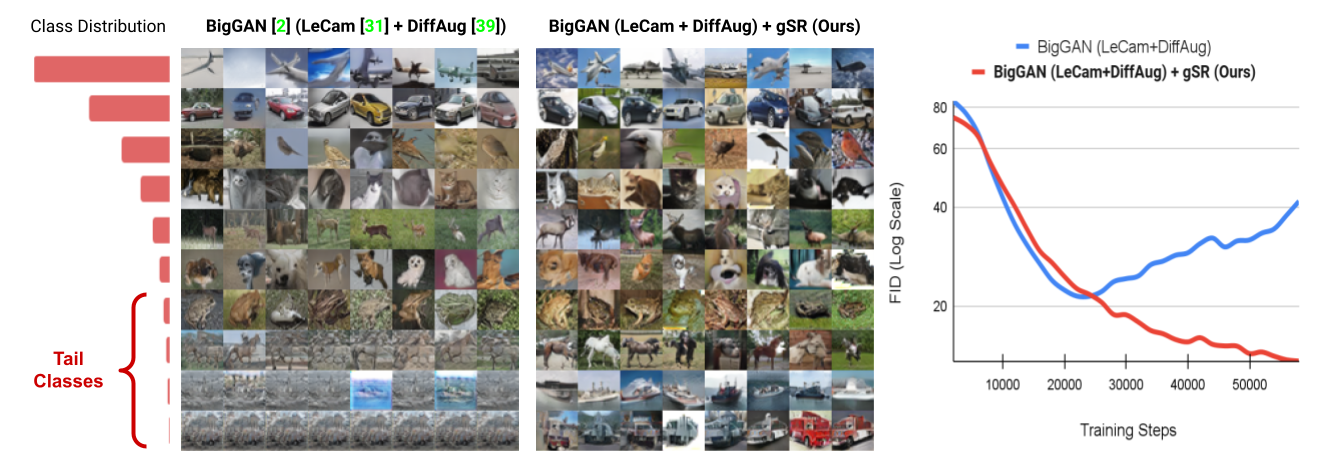 Class Distribution
BigGAN [2] (LeCam [31] + DiffAug [39])
BigGAN (LeCam + DiffAug) + gSR (Ours)
Tail
Classes
BigGAN (LeCam+DiffAug)
BigGAN (LeCam+DiffAug) + gSR (Ours)
FID (Log Scale)
80
60
40
20
10000 20000 30000 40000 50000
Training Steps